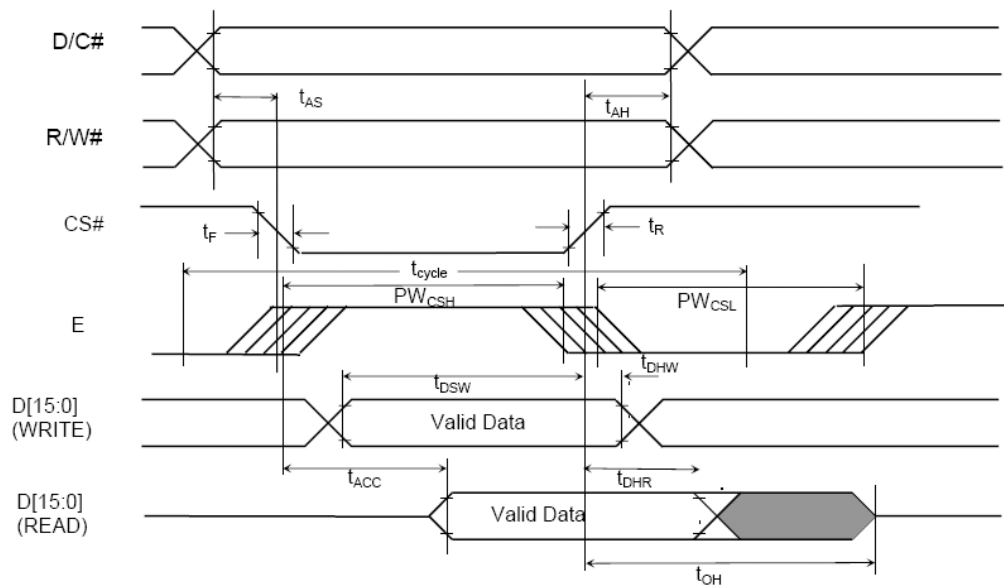 D/C#
tAS
tAH
R/W#
CS#
tF
tR
tcycle
PWCSH
PWCSL
E
tDHW
tDSW
D[15:0]
(WRITE)
Valid Data
tACC
tDHR
D[15:0]
(READ)
Valid Data
tOH